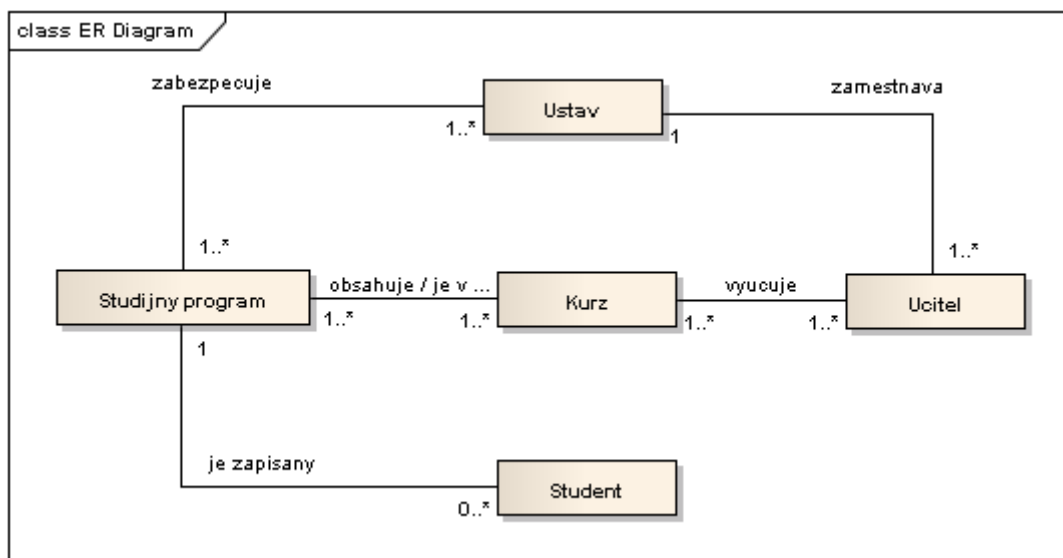 class ER Diagram
zabezpecuje
zamestnava
Ustav
1..*
1
1..*
1..*
Studijny program
obsahuje / je v ...
Kurz
vyucuje
Ucitel
1..*
1..*
1..*
1..*
1
je zapisany
Student
0..*